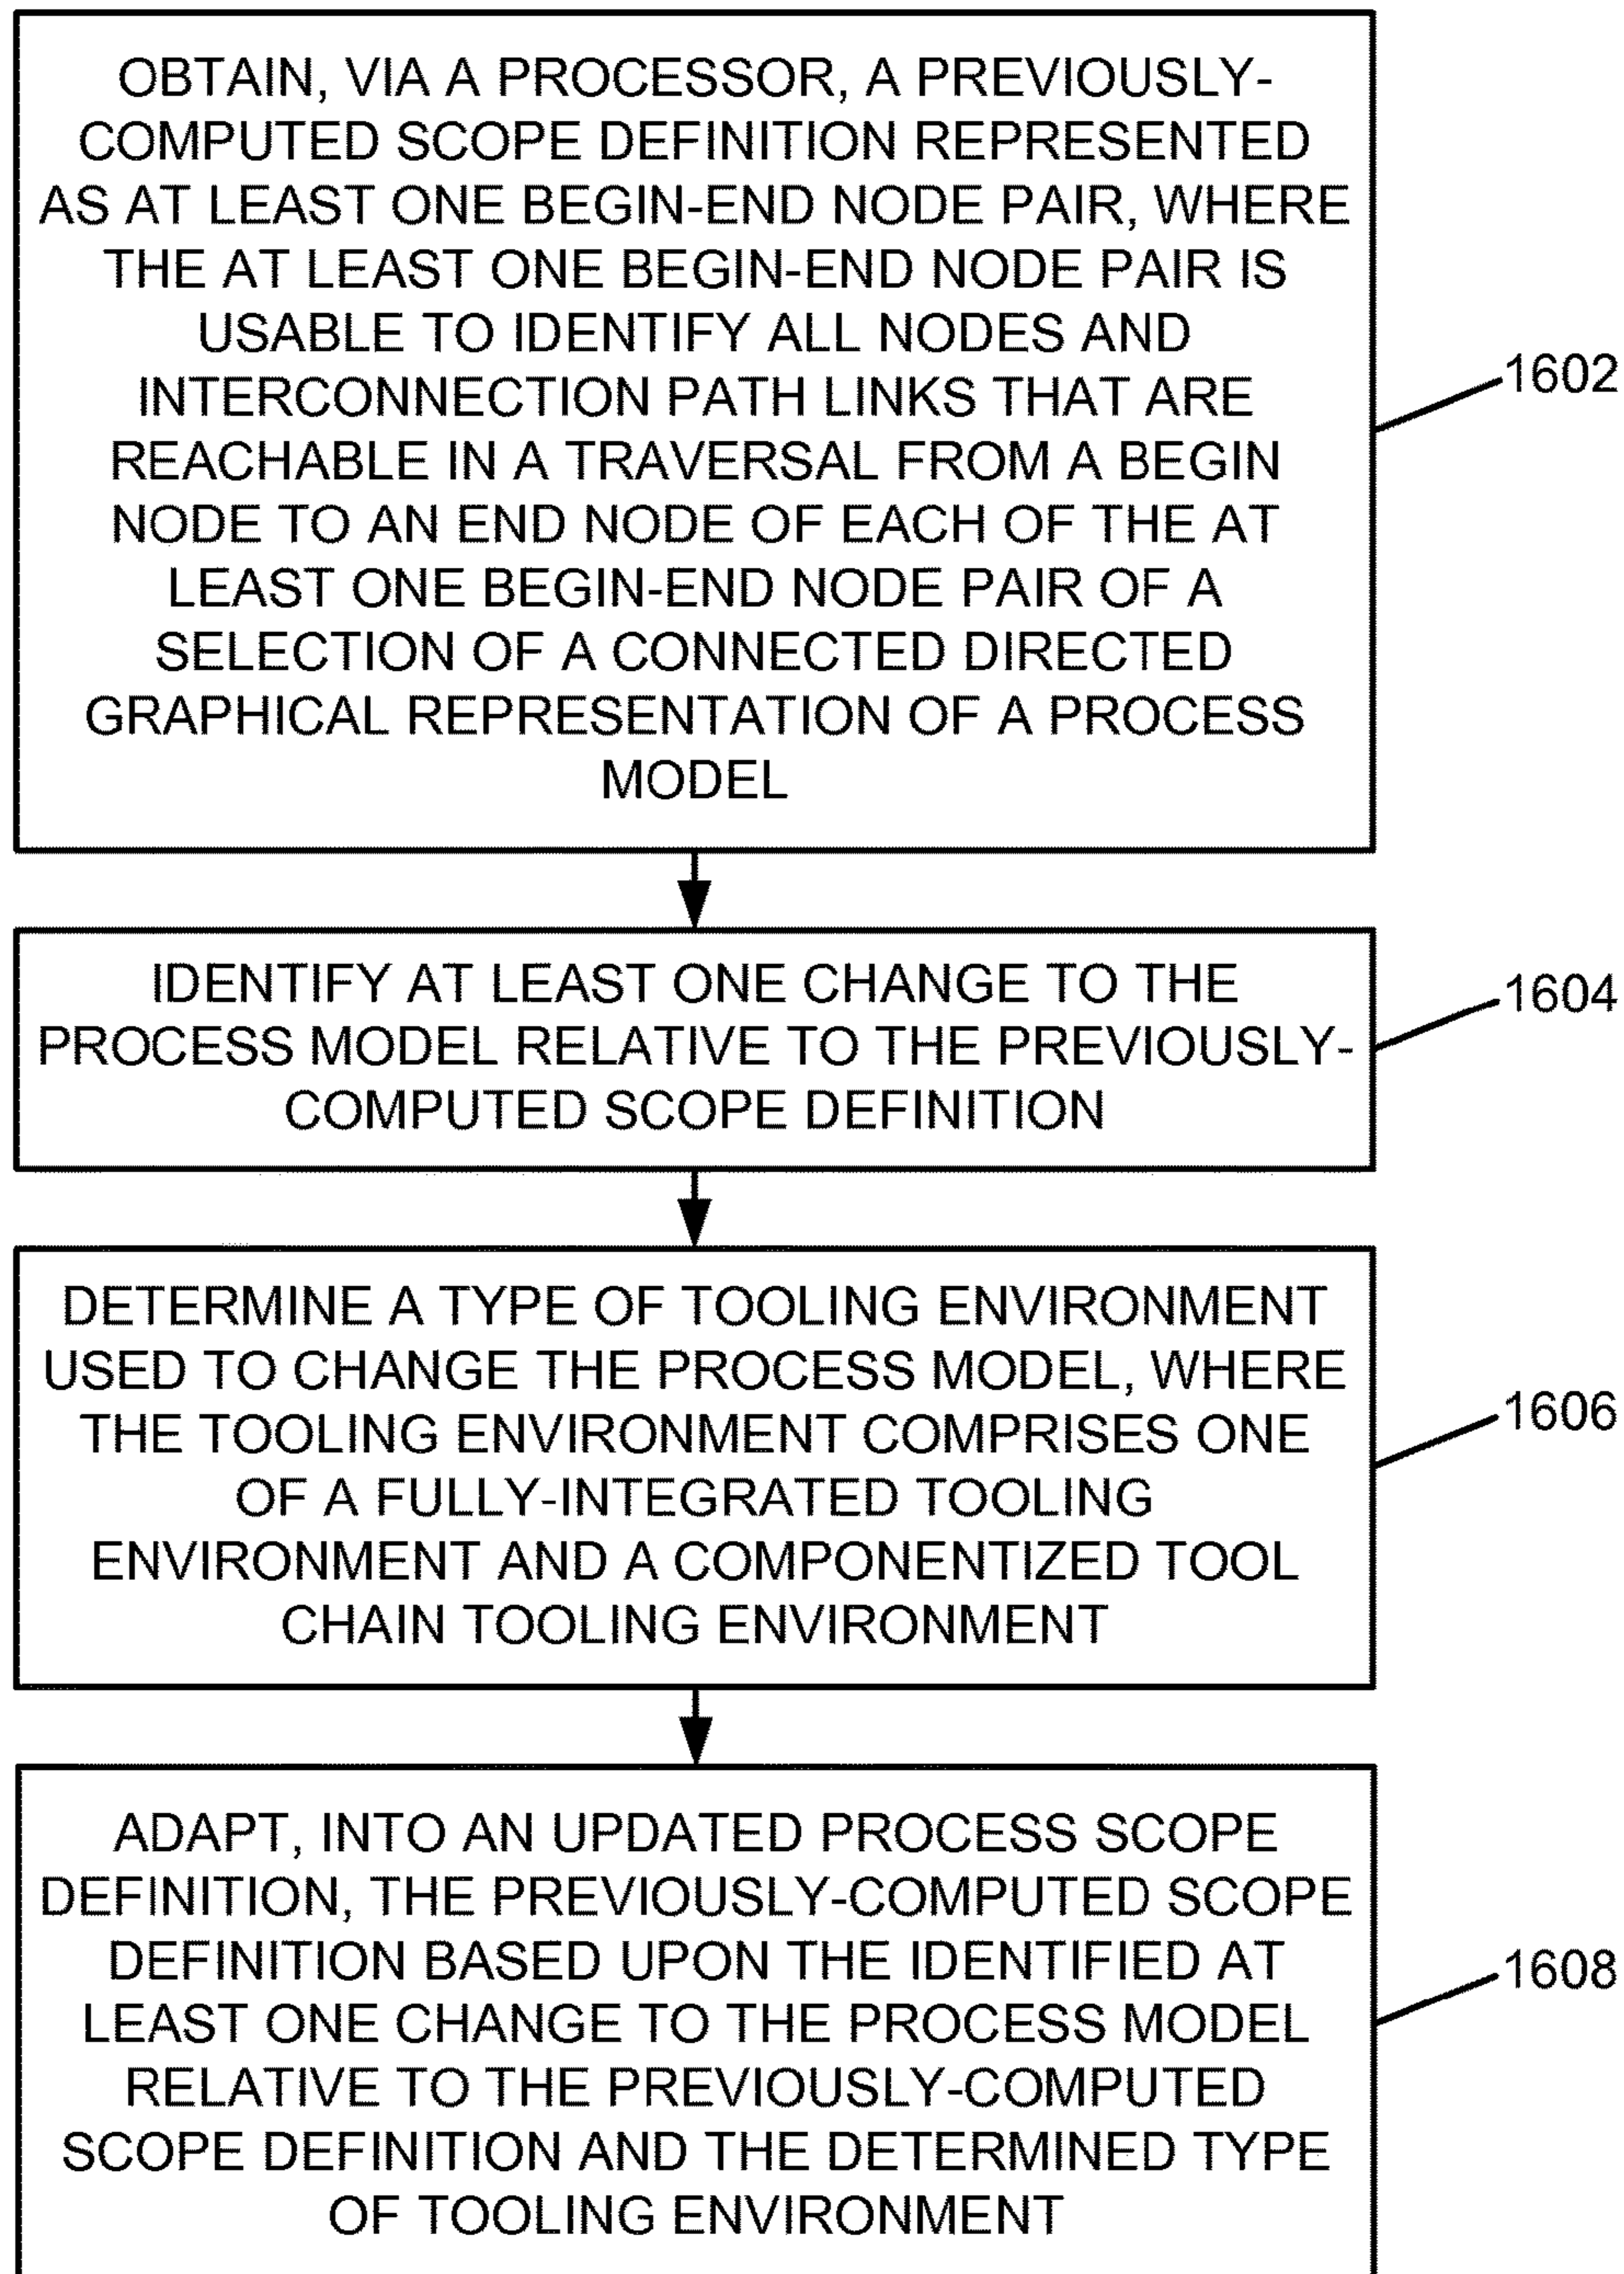 OBTAIN, VIA A PROCESSOR, A PREVIOUSLY-
COMPUTED SCOPE DEFINITION REPRESENTED
AS AT LEAST ONE BEGIN-END NODE PAIR, WHERE
THE AT LEAST ONE BEGIN-END NODE PAIR IS
USABLE TO IDENTIFY ALL NODES AND
INTERCONNECTION PATH LINKS THAT ARE
REACHABLE IN A TRAVERSAL FROM A BEGIN
NODE TO AN END NODE OF EACH OF THE AT
LEAST ONE BEGIN-END NODE PAIR OF A
SELECTION OF A CONNECTED DIRECTED
GRAPHICAL REPRESENTATION OF A PROCESS
MODEL
1602
IDENTIFY AT LEAST ONE CHANGE TO THE
PROCESS MODEL RELATIVE TO THE PREVIOUSLY-
COMPUTED SCOPE DEFINITION
1604
DETERMINE A TYPE OF TOOLING ENVIRONMENT
USED TO CHANGE THE PROCESS MODEL, WHERE
THE TOOLING ENVIRONMENT COMPRISES ONE
OF A FULLY-INTEGRATED TOOLING
ENVIRONMENT AND A COMPONENTIZED TOOL
CHAIN TOOLING ENVIRONMENT
1606
ADAPT, INTO AN UPDATED PROCESS SCOPE
DEFINITION, THE PREVIOUSLY-COMPUTED SCOPE
DEFINITION BASED UPON THE IDENTIFIED AT
LEAST ONE CHANGE TO THE PROCESS MODEL
RELATIVE TO THE PREVIOUSLY-COMPUTED
SCOPE DEFINITION AND THE DETERMINED TYPE
OF TOOLING ENVIRONMENT
1608